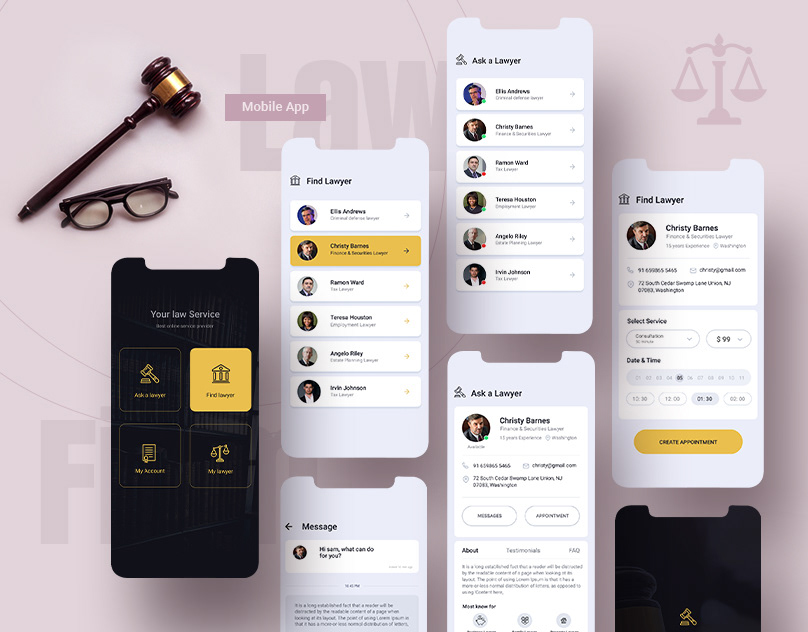 Law
Mobile App
Find
Your law Service
Best online service provider
Ask a lawyer
Find lawyer
My Account
My lawyer
Find Lawyer
Ellis Andrews
Criminal defense lawyer
Christy Barnes
Finance & Securities Lawyer
Ramon Ward
Tax Lawyer
Teresa Houston
Employment Lawyer
Angelo Riley
Estate Planning Lawyer
Irvin Johnson
Tax Lawyer
Message
Hi sam, what can do
for you?
10:45 PM
It is a long established fact that a reader will be
distracted by the readable content of a page when
looking at its layout. The point of using Lorem Ipsum is
that it has a more-or-less normal distribution of letters,
Ask a Lawyer
Ellis Andrews
Criminal defense lawyer
Christy Barnes
Finance & Securities Lawyer
Ramon Ward
Tax Lawyer
Teresa Houston
Employment Lawyer
Angelo Riley
Estate Planning Lawyer
Irvin Johnson
Tax Lawyer
Ask a Lawyer
Christy Barnes
Finance & Securities Lawyer
15 years Experience Washington
Available
91 659865 5465 christy@gmail.com
72 South Cedar Swamp Lane Union, NJ
07083, Washington
MESSAGES APPOINTMENT
About Testimonials FAQ
It is a long established fact that a reader will be distracted
by the readable content of a page when looking at its
layout. The point of using Lorem Ipsum is that it has a
more-or-less normal distribution of letters, as opposed to
using Content here,
Most know for
Find Lawyer
Christy Barnes
Finance & Securities Lawyer
15 years Experience Washington
91 659865 5465 christy@gmail.com
72 South Cedar Swamp Lane Union, NJ
07083, Washington
Select Service
Consultation
30 minute
$ 99
Date & Time
01 02 03 04 05 06 07 08 09 10 11
10: 30 12: 00 01: 30 02: 00
CREATE APPOINTMENT